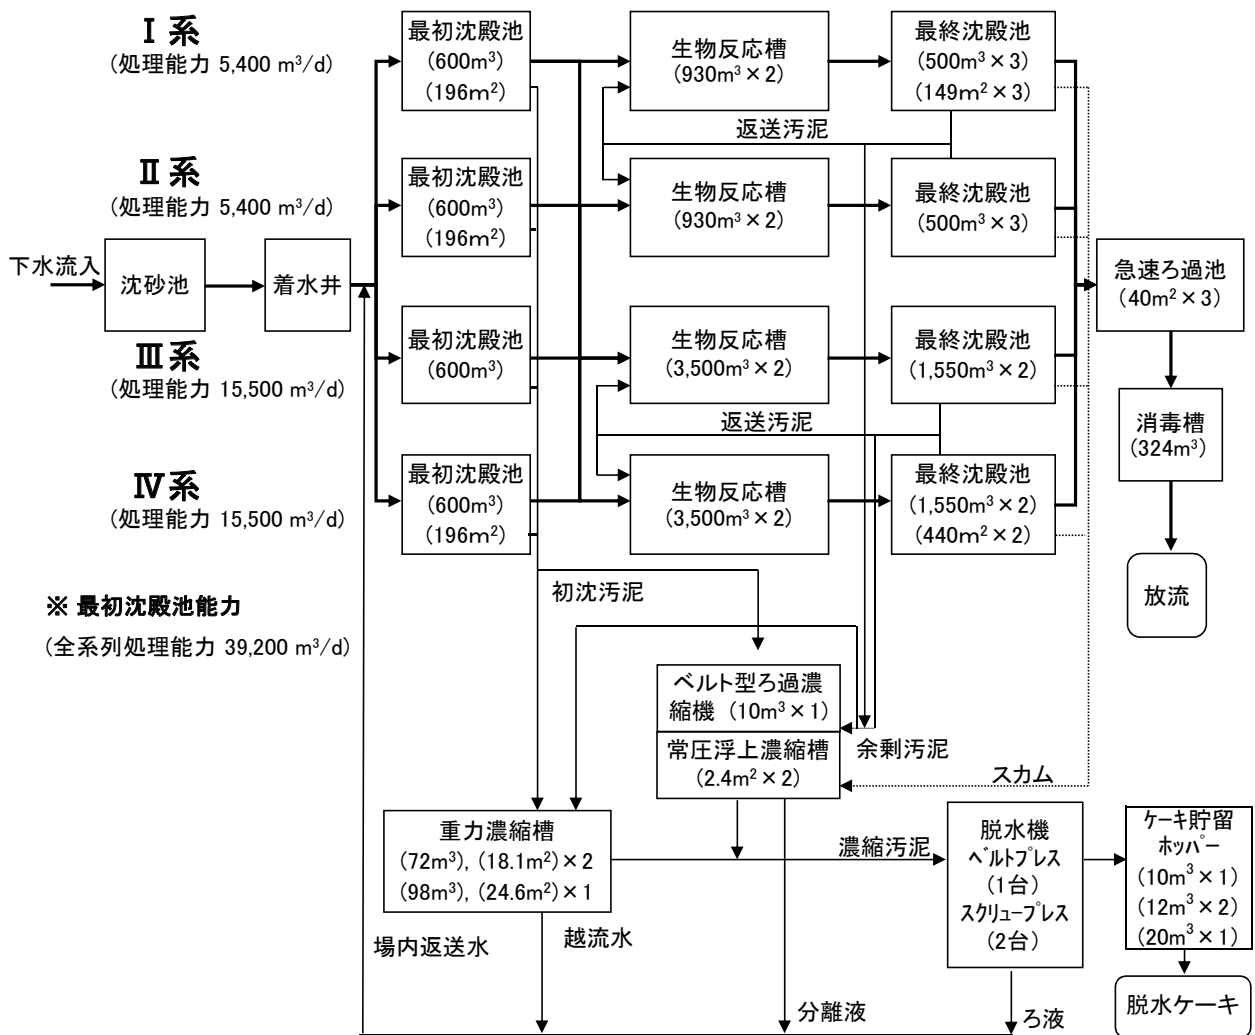 Ⅰ 系
(処理能力 5,400 m³/d)
最初沈殿池
(600m³)
(196m²)
生物反応槽
(930m³ × 2)
最終沈殿池
(500m³ × 3)
(149m² × 3)
返送汚泥
Ⅱ 系
(処理能力 5,400 m³/d)
最初沈殿池
(600m³)
(196m²)
生物反応槽
(930m³ × 2)
最終沈殿池
(500m³ × 3)
下水流入
沈砂池
着水井
急速ろ過池
(40m² × 3)
Ⅲ 系
(処理能力 15,500 m³/d)
最初沈殿池
(600m³)
生物反応槽
(3,500m³ × 2)
最終沈殿池
(1,550m³ × 2)
返送汚泥
消毒槽
(324m³)
Ⅳ 系
(処理能力 15,500 m³/d)
最初沈殿池
(600m³)
(196m²)
生物反応槽
(3,500m³ × 2)
最終沈殿池
(1,550m³ × 2)
(440m² × 2)
放流
※ 最初沈殿池能力
(全系列処理能力 39,200 m³/d)
初沈汚泥
ベルト型ろ過濃
縮機 (10m³ × 1)
常圧浮上濃縮槽
(2.4m² × 2)
余剰汚泥
スカム
重力濃縮槽
(72m³), (18.1m²) × 2
(98m³), (24.6m²) × 1
濃縮汚泥
脱水機
ベルトプレス
(1台)
スクリュープレス
(2台)
ケーキ貯留
ホッパー
(10m³ × 1)
(12m³ × 2)
(20m³ × 1)
場内返送水
越流水
分離液
ろ液
脱水ケーキ